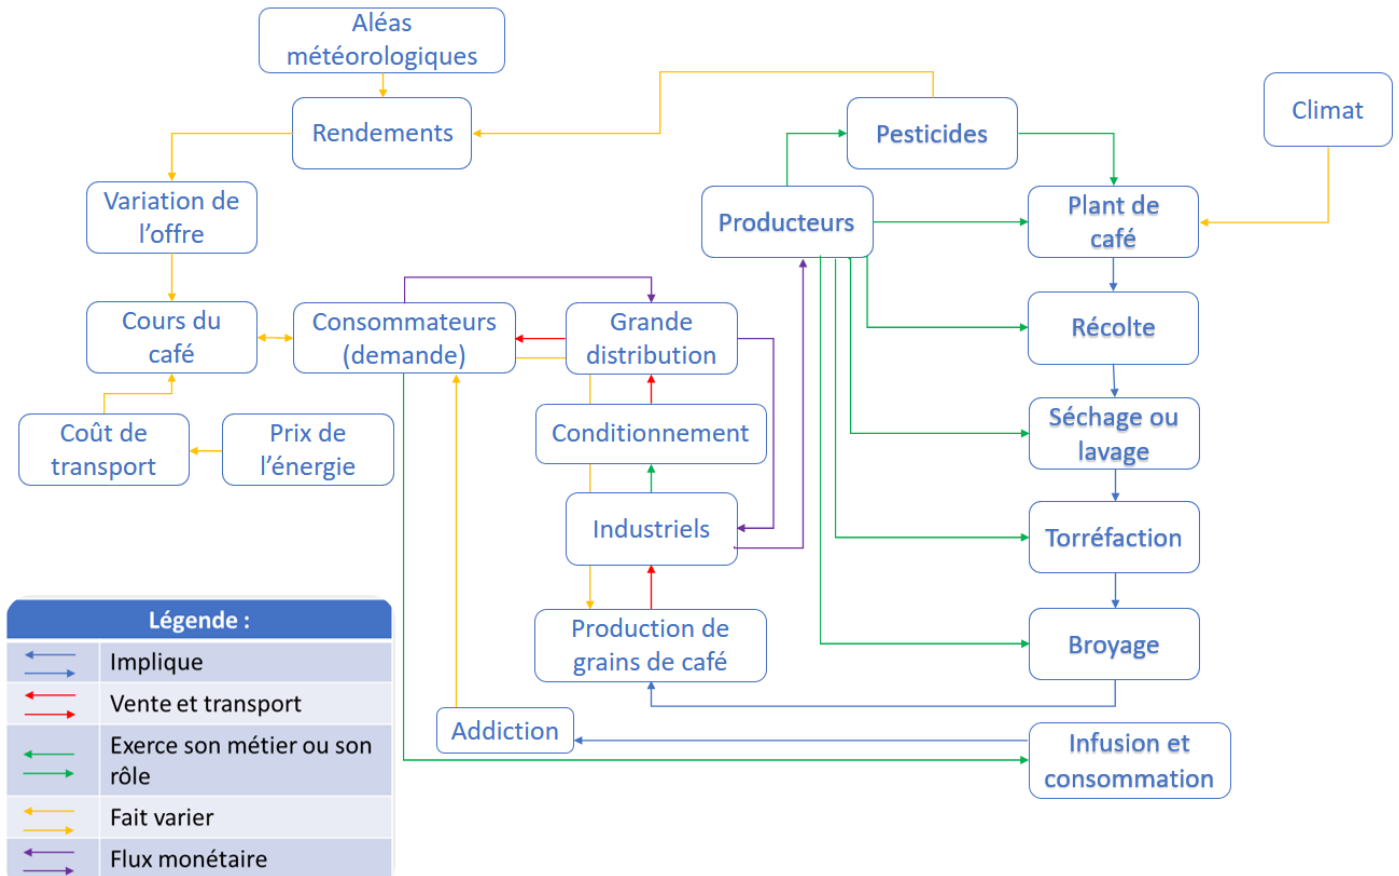 Aléas
météorologiques
Climat
Rendements
Pesticides
Variation de
l’offre
Producteurs
Plant de
café
Cours du
café
Consommateurs
(demande)
Grande
distribution
Récolte
Coût de
transport
Prix de
l’énergie
Conditionnement
Séchage ou
lavage
Industriels
Torréfaction
Production de
grains de café
Broyage
Addiction
Infusion et
consommation
Légende :
Implique
Vente et transport
Exerce son métier ou son
rôle
Fait varier
Flux monétaire